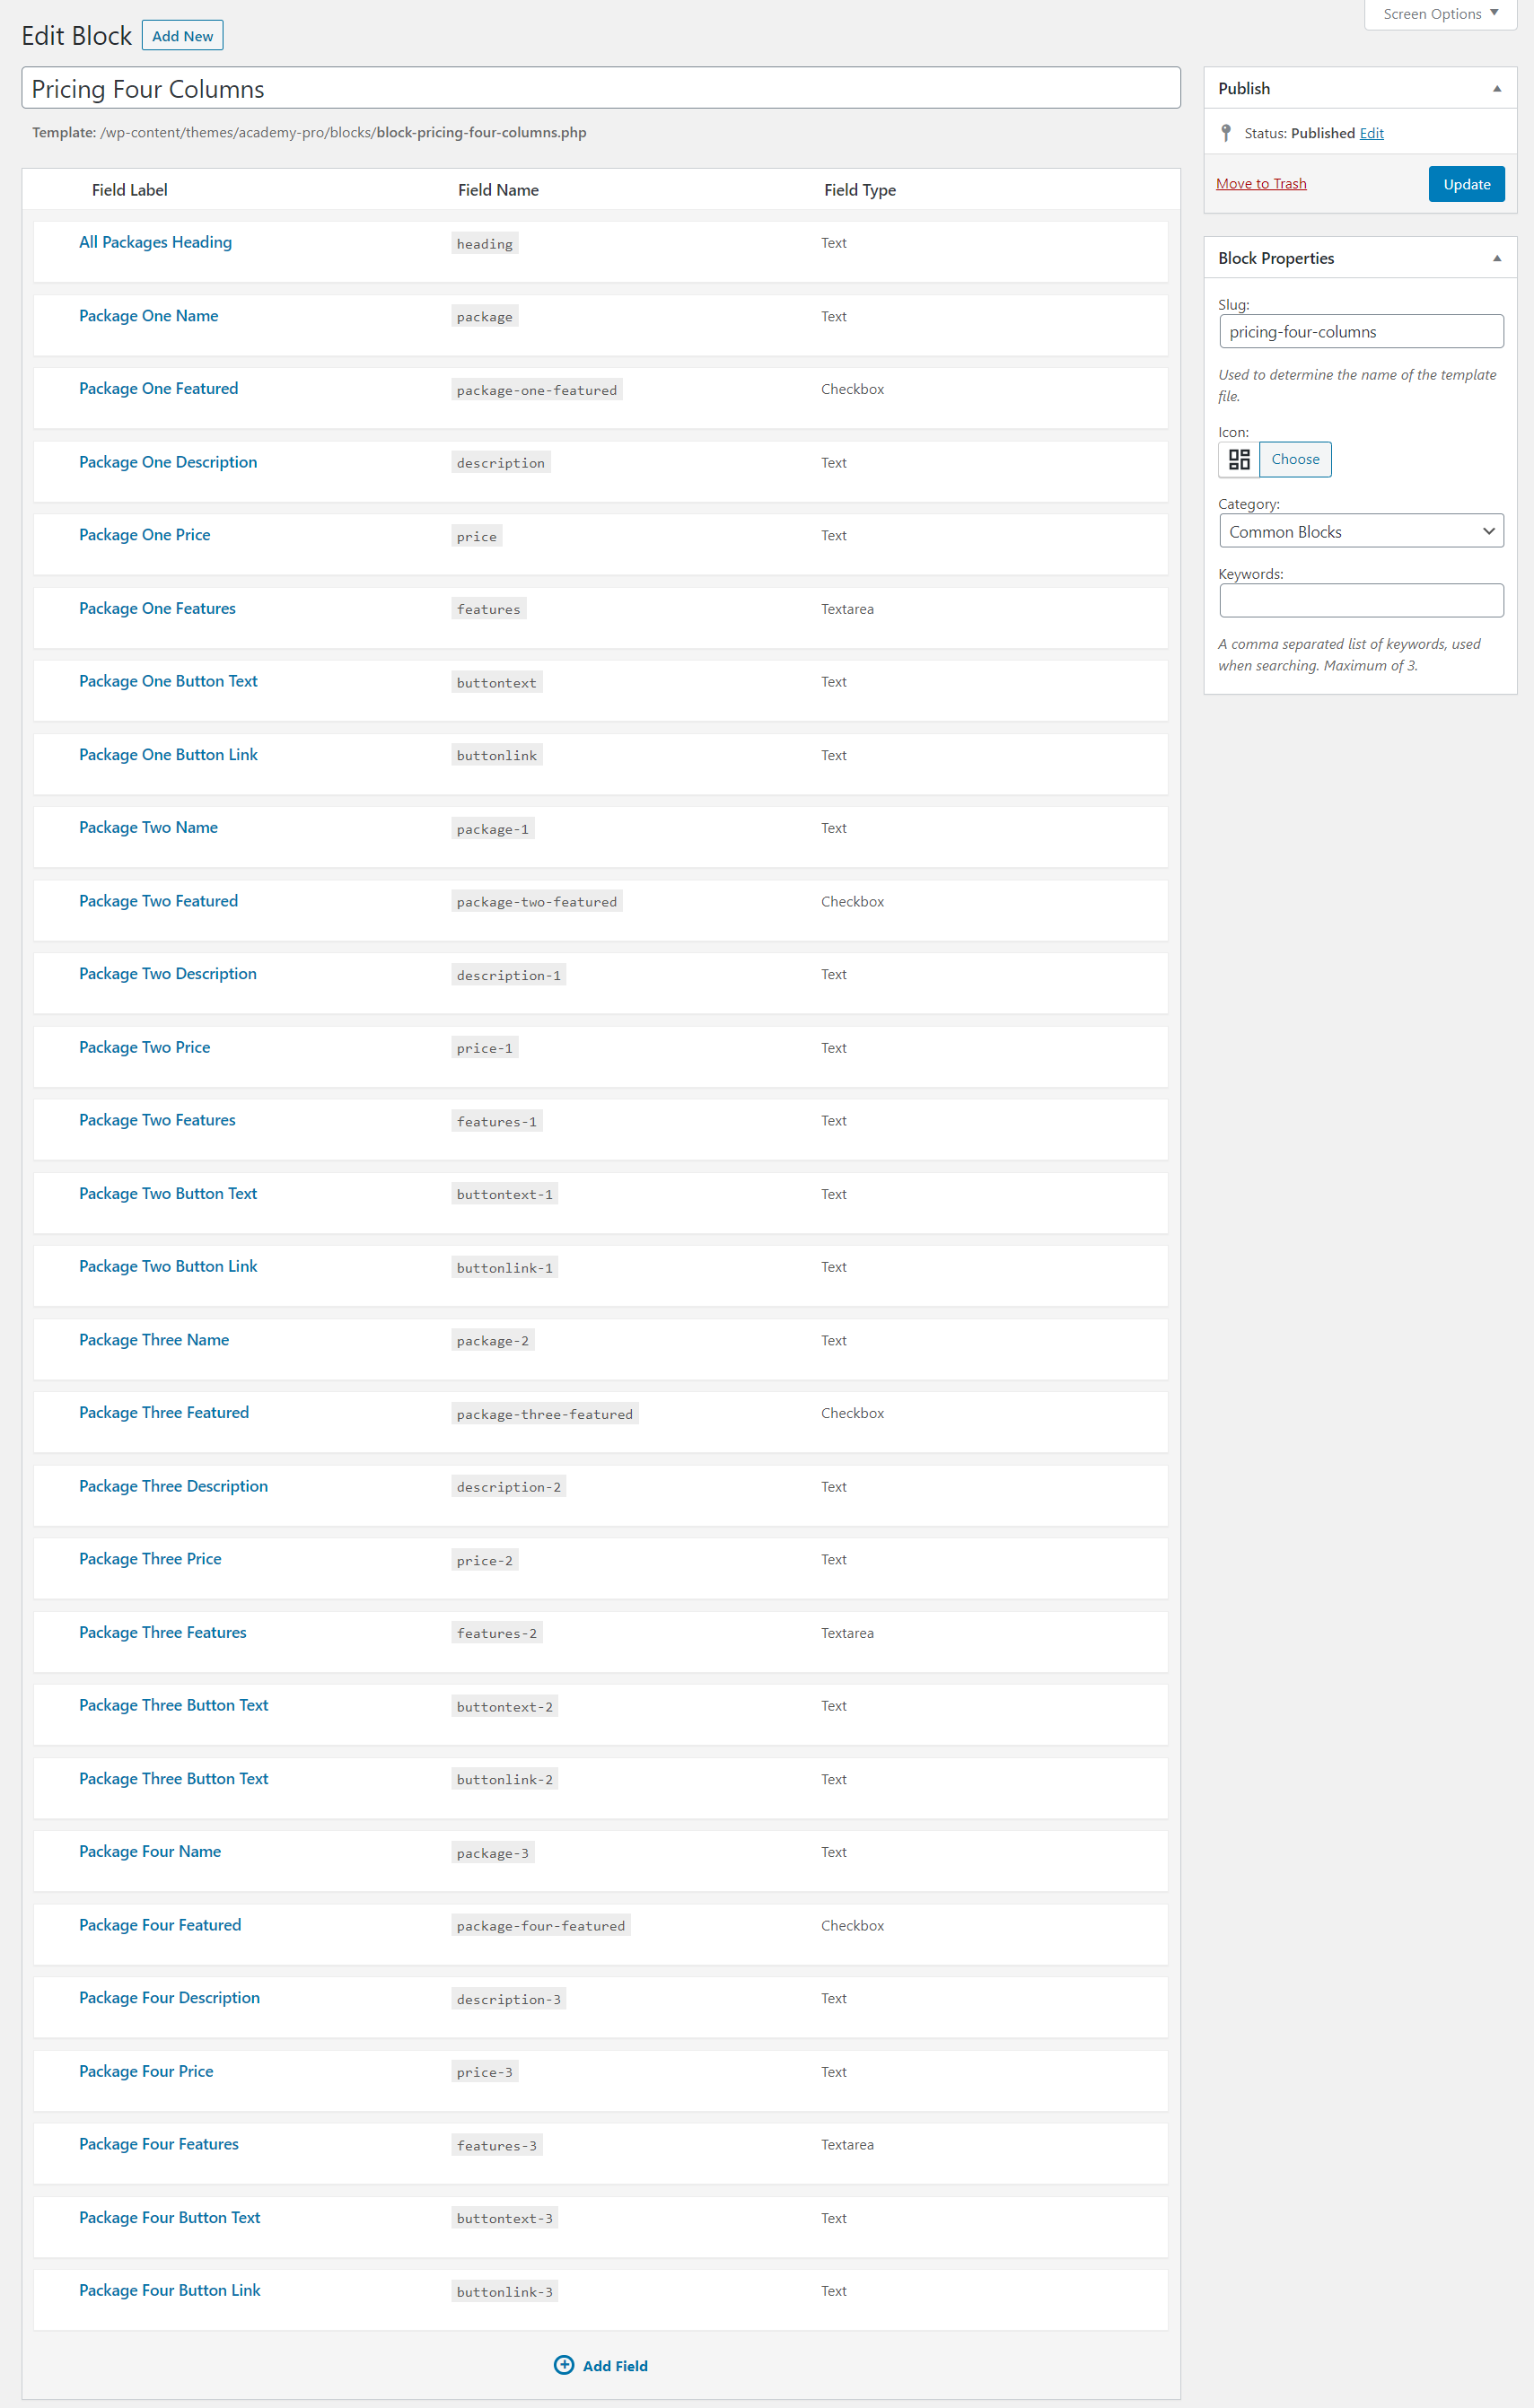 Screen Options
Edit Block Add New
Pricing Four Columns
Template: /wp-content/themes/academy-pro/blocks/block-pricing-four-columns.php
Field Label Field Name Field Type
All Packages Heading heading Text
Package One Name package Text
Package One Featured package-one-featured Checkbox
Package One Description description Text
Package One Price price Text
Package One Features features Textarea
Package One Button Text buttontext Text
Package One Button Link buttonlink Text
Package Two Name package-1 Text
Package Two Featured package-two-featured Checkbox
Package Two Description description-1 Text
Package Two Price price-1 Text
Package Two Features features-1 Text
Package Two Button Text buttontext-1 Text
Package Two Button Link buttonlink-1 Text
Package Three Name package-2 Text
Package Three Featured package-three-featured Checkbox
Package Three Description description-2 Text
Package Three Price price-2 Text
Package Three Features features-2 Textarea
Package Three Button Text buttontext-2 Text
Package Three Button Text buttonlink-2 Text
Package Four Name package-3 Text
Package Four Featured package-four-featured Checkbox
Package Four Description description-3 Text
Package Four Price price-3 Text
Package Four Features features-3 Textarea
Package Four Button Text buttontext-3 Text
Package Four Button Link buttonlink-3 Text
Add Field
Publish
Status: Published Edit
Move to Trash Update
Block Properties
Slug:
pricing-four-columns
Used to determine the name of the template
file.
Icon:
Choose
Category:
Common Blocks
Keywords:
A comma separated list of keywords, used
when searching. Maximum of 3.